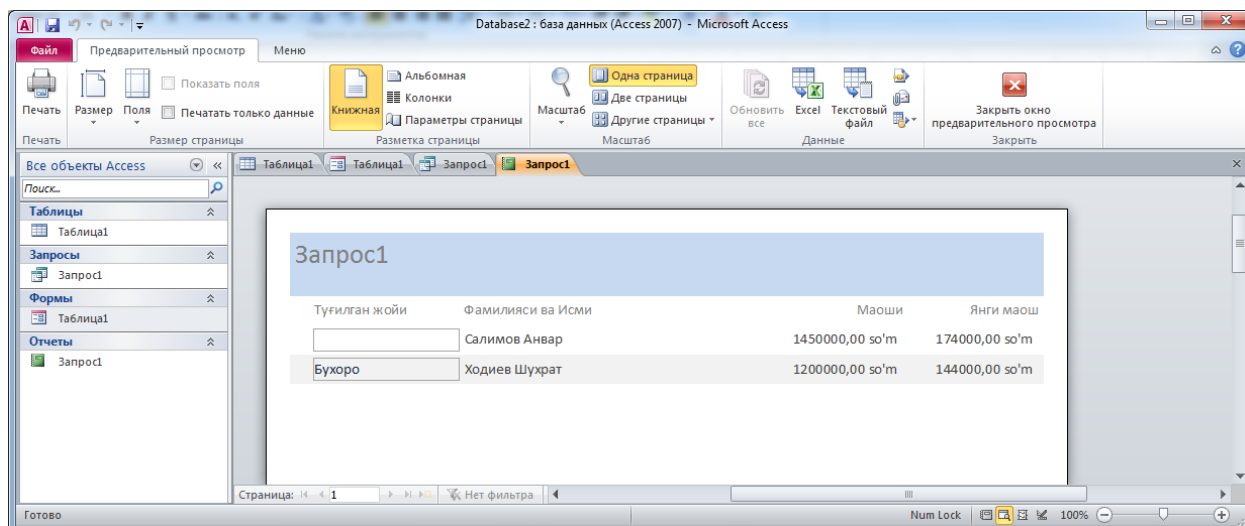 Database2 : база данных (Access 2007) - Microsoft Access
Файл Предварительный просмотр Меню
Печать Размер Поля Показать поля Печатать только данные
Книжная Альбомная Колонки Параметры страницы
Масштаб Одна страница Две страницы Другие страницы
Обновить все Excel Текстовый файл
Закрыть окно предварительного просмотра
Печать Размер страницы Разметка страницы Масштаб Данные Закрыть
Все объекты Access
Таблица1 Таблица1 Запрос1 Запрос1
Поиск...
Таблицы
Таблица1
Запросы
Запрос1
Формы
Таблица1
Отчеты
Запрос1
Запрос1
Туғилган жойи Фамилияси ва Исми Маоши Янги маош
Салимов Анвар 1450000,00 so'm 174000,00 so'm
Бухоро Ходиев Шухрат 1200000,00 so'm 144000,00 so'm
Страница: 1 Нет фильтра
Готово Num Lock 100%